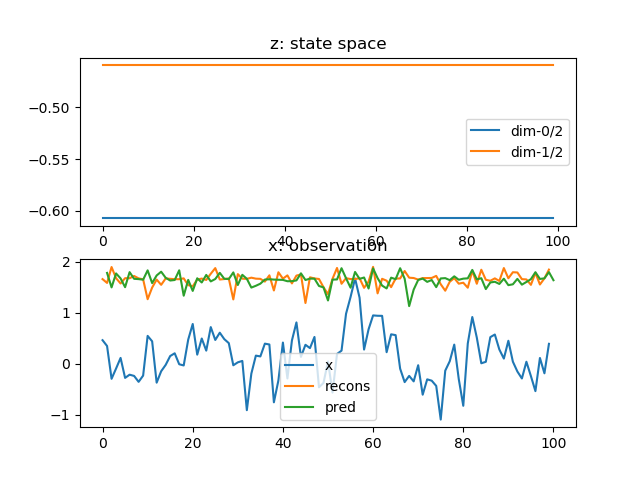 z: state space
−0.50
−0.55
−0.60
dim-0/2
dim-1/2
0 20 40 60 80 100
x: observation
2
1
0
−1
x
recons
pred
0 20 40 60 80 100